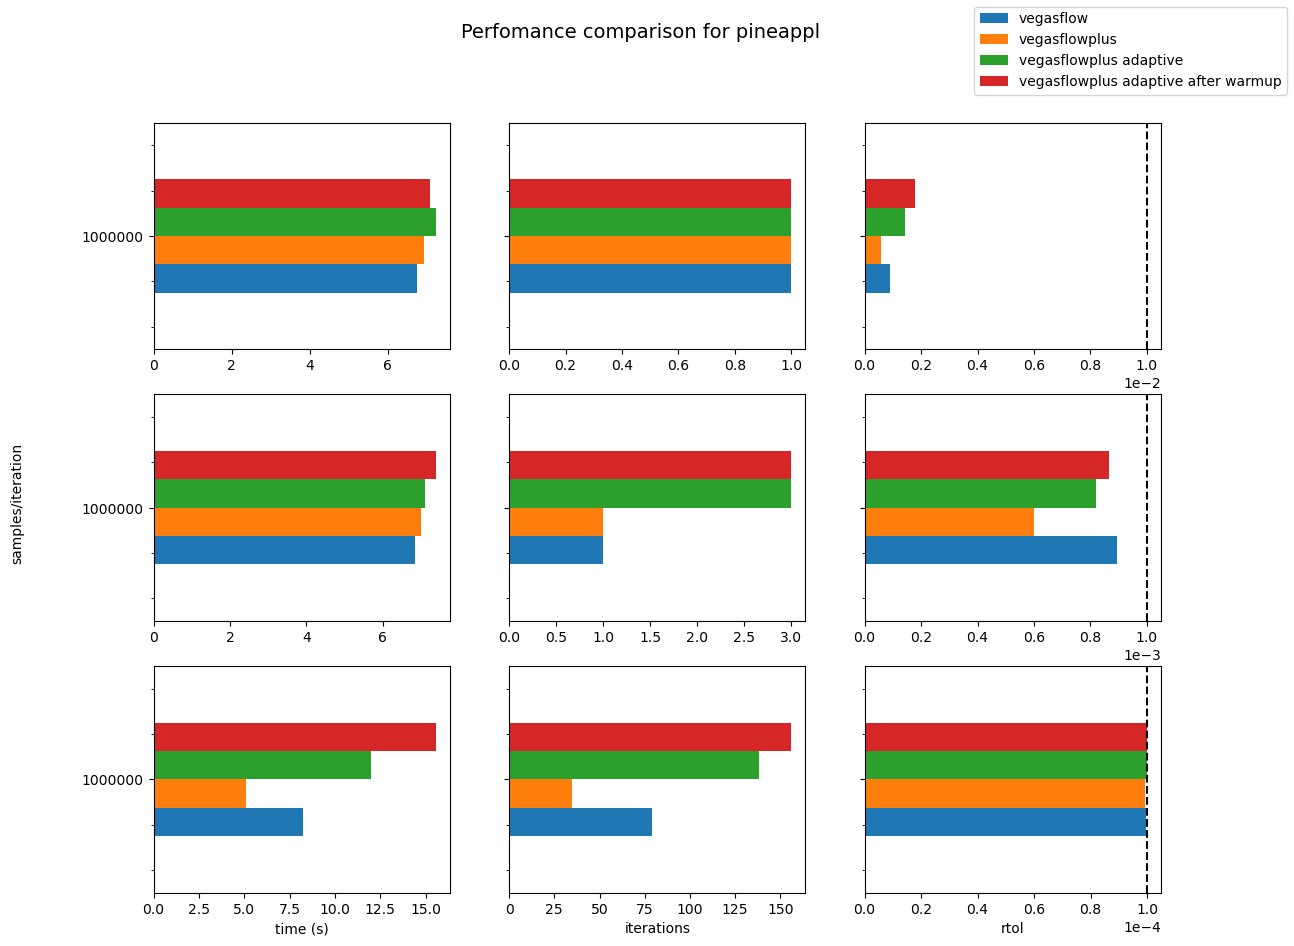 Perfomance comparison for pineappl
vegasflow
vegasflowplus
vegasflowplus adaptive
vegasflowplus adaptive after warmup
1000000
0 2 4 6
0.0 0.2 0.4 0.6 0.8 1.0
0.0 0.2 0.4 0.6 0.8 1.0
1e−2
samples/iteration
1000000
0 2 4 6
0.0 0.5 1.0 1.5 2.0 2.5 3.0
0.0 0.2 0.4 0.6 0.8 1.0
1e−3
1000000
0.0 2.5 5.0 7.5 10.0 12.5 15.0
time (s)
0 25 50 75 100 125 150
iterations
0.0 0.2 0.4 0.6 0.8 1.0
1e−4
rtol